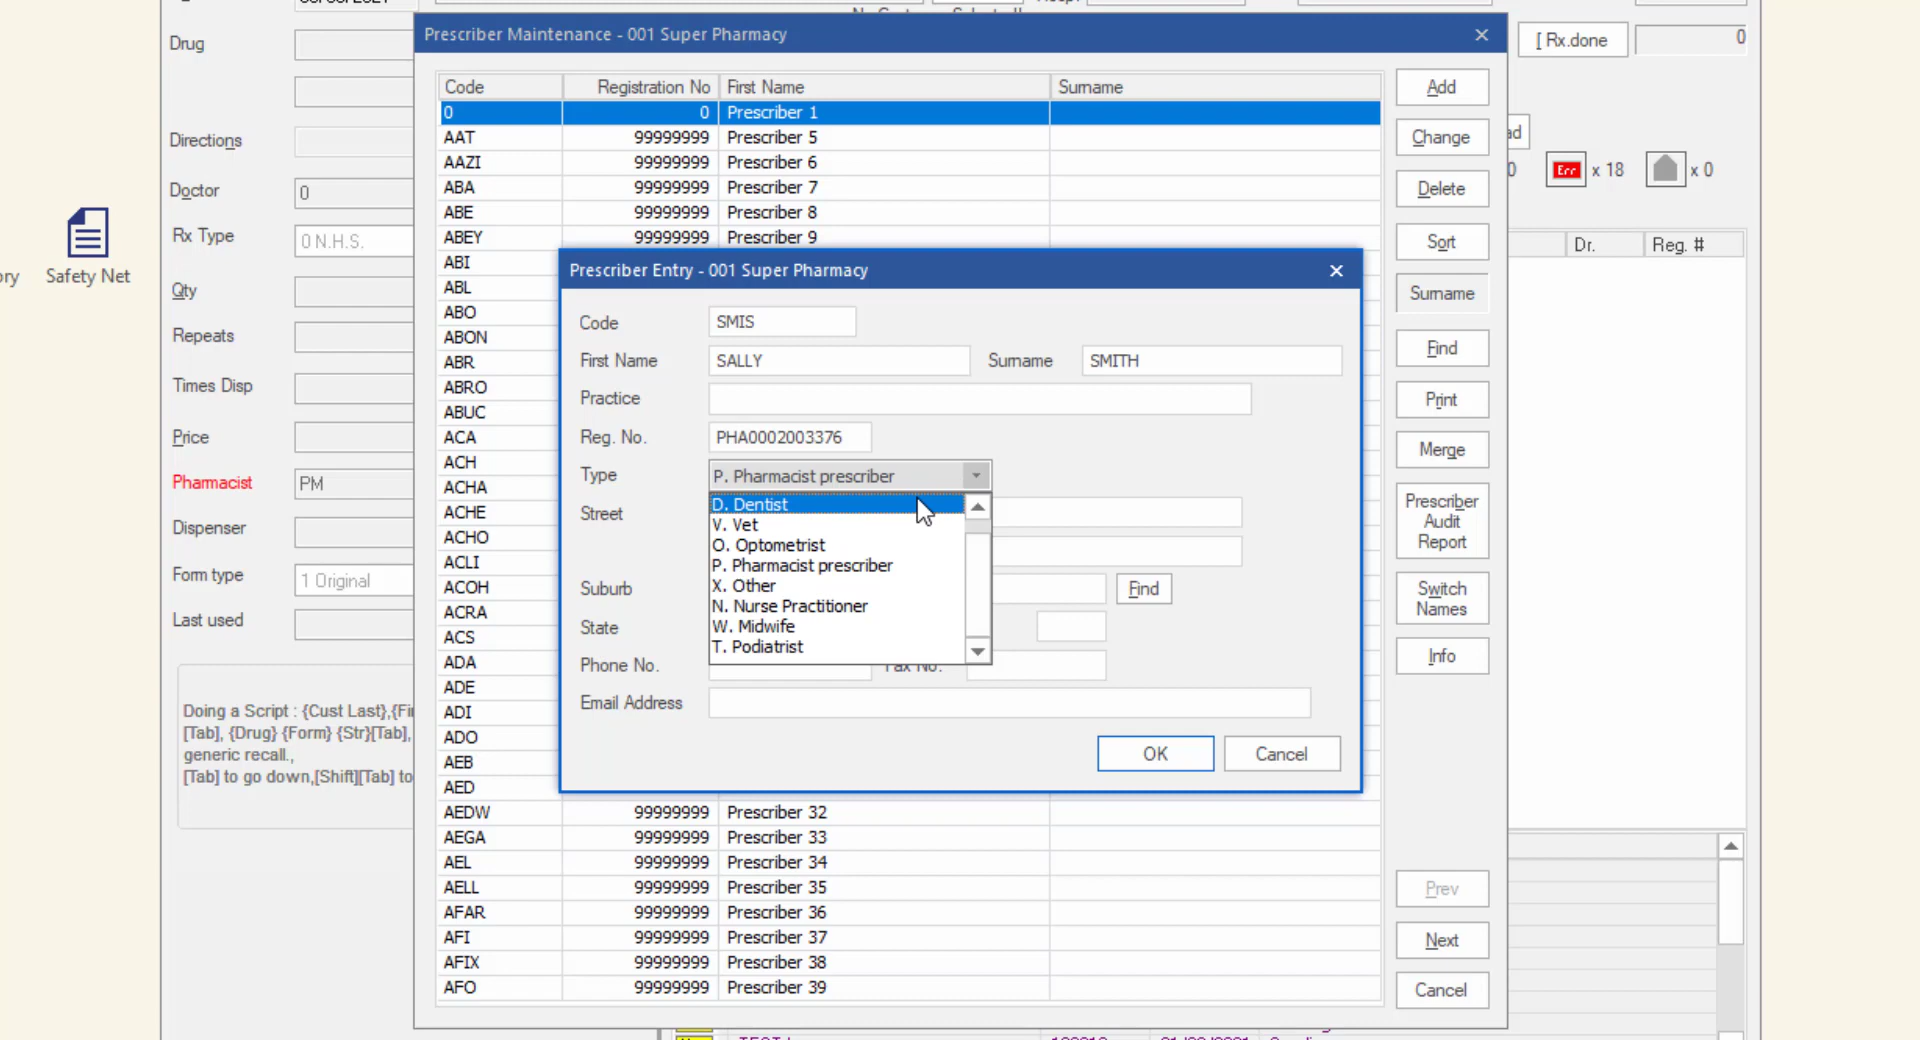 Prescriber Maintenance - 001 Super Pharmacy
Drug
[ Rx.done
0
Code Registration No First Name Surname
0 0 Prescriber 1
AAT 99999999 Prescriber 5
AAZI 99999999 Prescriber 6
ABA 99999999 Prescriber 7
ABE 99999999 Prescriber 8
ABEY 99999999 Prescriber 9
ABI
ABL
ABO
ABON
ABR
ABRO
ABUC
ACA
ACH
ACHA
ACHE
ACHO
ACLI
ACOH
ACRA
ACS
ADA
ADE
ADI
ADO
AEB
AED
AEDW 99999999 Prescriber 32
AEGA 99999999 Prescriber 33
AEL 99999999 Prescriber 34
AELL 99999999 Prescriber 35
AFAR 99999999 Prescriber 36
AFI 99999999 Prescriber 37
AFIX 99999999 Prescriber 38
AFO 99999999 Prescriber 39
Add
Change
Delete
Sort
Surname
Find
Print
Merge
Prescriber
Audit
Report
Switch
Names
Info
Prev
Next
Cancel
Directions
Doctor 0
Rx Type 0 N.H.S.
Safety Net
Qty
Repeats
Times Disp
Price
Pharmacist PM
Dispenser
Form type 1 Original
Last used
Doing a Script : {Cust Last},{Fir
[Tab], {Drug} {Form} {Str}[Tab],
generic recall.,
[Tab] to go down,[Shift][Tab] to
Err x 18 x 0
Dr. Reg. #
Prescriber Entry - 001 Super Pharmacy
Code SMIS
First Name SALLY Surname SMITH
Practice
Reg. No. PHA0002003376
Type P. Pharmacist prescriber
D. Dentist
V. Vet
O. Optometrist
P. Pharmacist prescriber
X. Other
N. Nurse Practitioner
W. Midwife
T. Podiatrist
Street
Suburb Find
State
Phone No. Fax No.
Email Address
OK Cancel